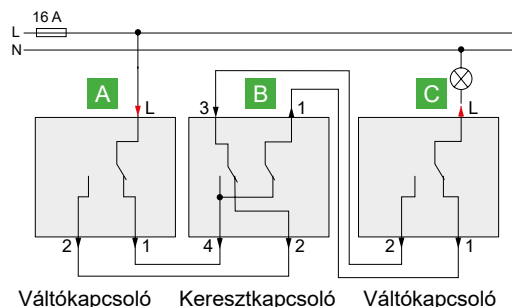 16 A
L
N
A B C
L 3 1 L
2 1 4 2 2 1
Váltókapcsoló Keresztkapcsoló Váltókapcsoló